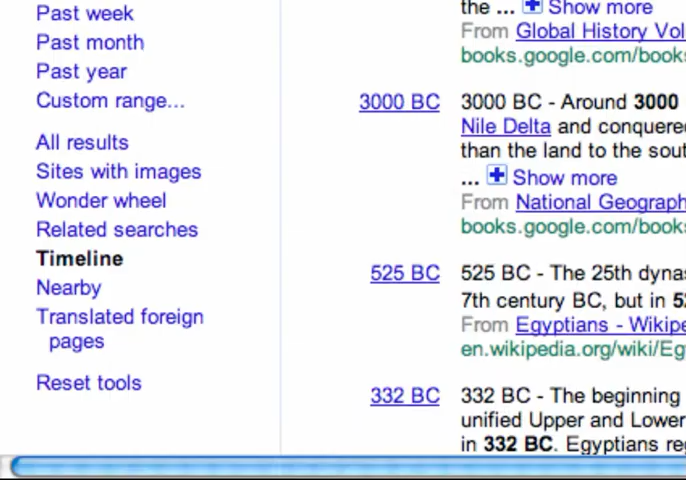 Past week
Past month
Past year
Custom range...
All results
Sites with images
Wonder wheel
Related searches
Timeline
Nearby
Translated foreign
pages
Reset tools
the ... Show more
From Global History Vol
books.google.com/books
3000 BC 3000 BC - Around 3000
Nile Delta and conquered
than the land to the sout
... Show more
From National Geograph
books.google.com/books
525 BC 525 BC - The 25th dyna
7th century BC, but in 5
From Egyptians - Wikipe
en.wikipedia.org/wiki/Eg
332 BC 332 BC - The beginning
unified Upper and Lower
in 332 BC. Egyptians re